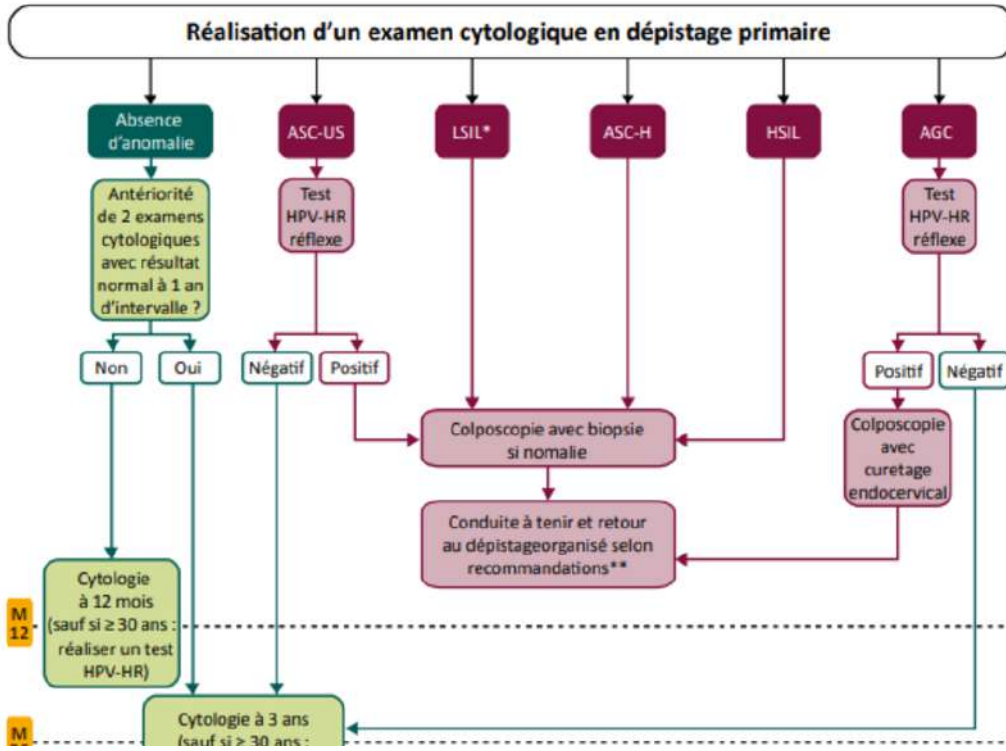 Réalisation d'un examen cytologique en dépistage primaire
Absence
d'anomalie
ASC-US
LSIL*
ASC-H
HSIL
AGC
Antériorité
de 2 examens
cytologiques
avec résultat
normal à 1 an
d'intervalle ?
Test
HPV-HR
réflexe
Test
HPV-HR
réflexe
Non
Oui
Négatif
Positif
Positif
Négatif
Colposcopie avec biopsie
si nomalie
Colposcopie
avec
curetage
endocervical
Conduite à tenir et retour
au dépistageorganisé selon
recommandations**
Cytologie
à 12 mois
(sauf si ≥ 30 ans :
réaliser un test
HPV-HR)
M
12
Cytologie à 3 ans
(sauf si ≥ 30 ans :
M